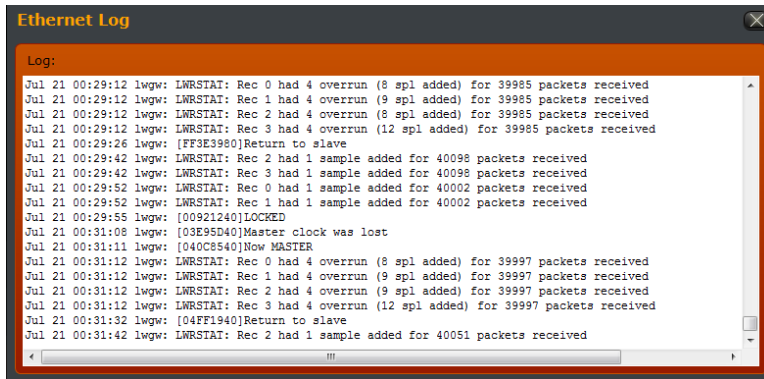 Ethernet Log
Log:
Jul 21 00:29:12 lwgw: LWRSTAT: Rec 0 had 4 overrun (8 spl added) for 39985 packets received
Jul 21 00:29:12 lwgw: LWRSTAT: Rec 1 had 4 overrun (9 spl added) for 39985 packets received
Jul 21 00:29:12 lwgw: LWRSTAT: Rec 2 had 4 overrun (8 spl added) for 39985 packets received
Jul 21 00:29:12 lwgw: LWRSTAT: Rec 3 had 4 overrun (12 spl added) for 39985 packets received
Jul 21 00:29:26 lwgw: [FF3E3980]Return to slave
Jul 21 00:29:42 lwgw: LWRSTAT: Rec 2 had 1 sample added for 40098 packets received
Jul 21 00:29:42 lwgw: LWRSTAT: Rec 3 had 1 sample added for 40098 packets received
Jul 21 00:29:52 lwgw: LWRSTAT: Rec 0 had 1 sample added for 40002 packets received
Jul 21 00:29:52 lwgw: LWRSTAT: Rec 1 had 1 sample added for 40002 packets received
Jul 21 00:29:55 lwgw: [00921240]LOCKED
Jul 21 00:31:08 lwgw: [03E95D40]Master clock was lost
Jul 21 00:31:11 lwgw: [040C8540]Now MASTER
Jul 21 00:31:12 lwgw: LWRSTAT: Rec 0 had 4 overrun (8 spl added) for 39997 packets received
Jul 21 00:31:12 lwgw: LWRSTAT: Rec 1 had 4 overrun (9 spl added) for 39997 packets received
Jul 21 00:31:12 lwgw: LWRSTAT: Rec 2 had 4 overrun (9 spl added) for 39997 packets received
Jul 21 00:31:12 lwgw: LWRSTAT: Rec 3 had 4 overrun (12 spl added) for 39997 packets received
Jul 21 00:31:32 lwgw: [04FF1940]Return to slave
Jul 21 00:31:42 lwgw: LWRSTAT: Rec 2 had 1 sample added for 40051 packets received